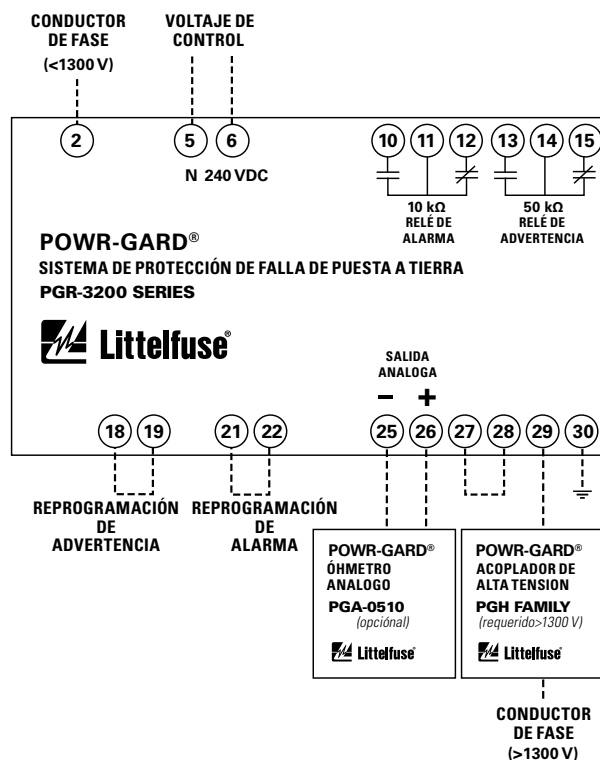 CONDUCTOR
DE FASE
(<1300 V)
VOLTAJE DE
CONTROL
2
5
6
10
11
12
13
14
15
N 240 VDC
10 kΩ
RELÉ DE
ALARMA
50 kΩ
RELÉ DE
ADVERTENCIA
POWR-GARD®
SISTEMA DE PROTECCIÓN DE FALLA DE PUESTA A TIERRA
PGR-3200 SERIES
Littelfuse®
SALIDA
ANALOGA
– +
18
19
21
22
25
26
27
28
29
30
REPROGRAMACIÓN
DE
ADVERTENCIA
REPROGRAMACIÓN
DE
ALARMA
POWR-GARD®
ÓHMETRO
ANALOGO
PGA-0510
(opciónal)
Littelfuse®
POWR-GARD®
ACOPLADOR DE
ALTA TENSION
PGH FAMILY
(requerido>1300 V)
Littelfuse®
CONDUCTOR
DE FASE
(>1300 V)